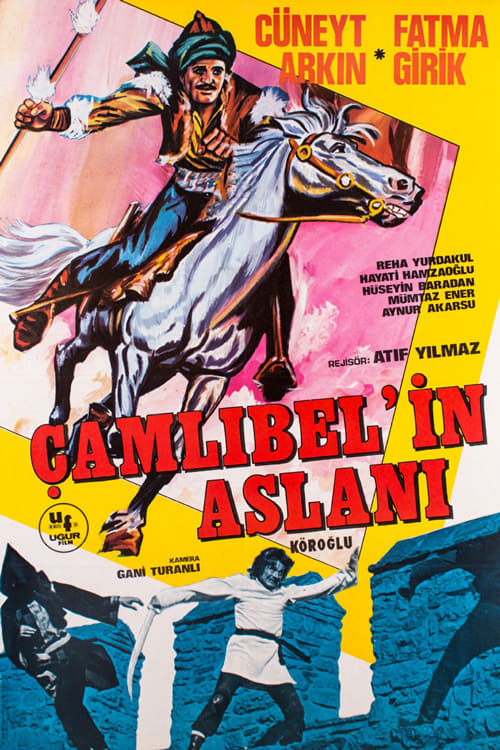 CÜNEYT * FATMA
ARKIN GİRİK
REHA YURDAKUL
HAYATİ HAMZAOĞLU
HÜSEYİN BARADAN
MÜMTAZ ENER
AYNUR AKARSU
REJİSÖR: ATIF YILMAZ
ÇAMLIBEL'İN
ASLANI
KÖROĞLU
uf
UĞUR
FİLM
KAMERA
GANİ TURANLI